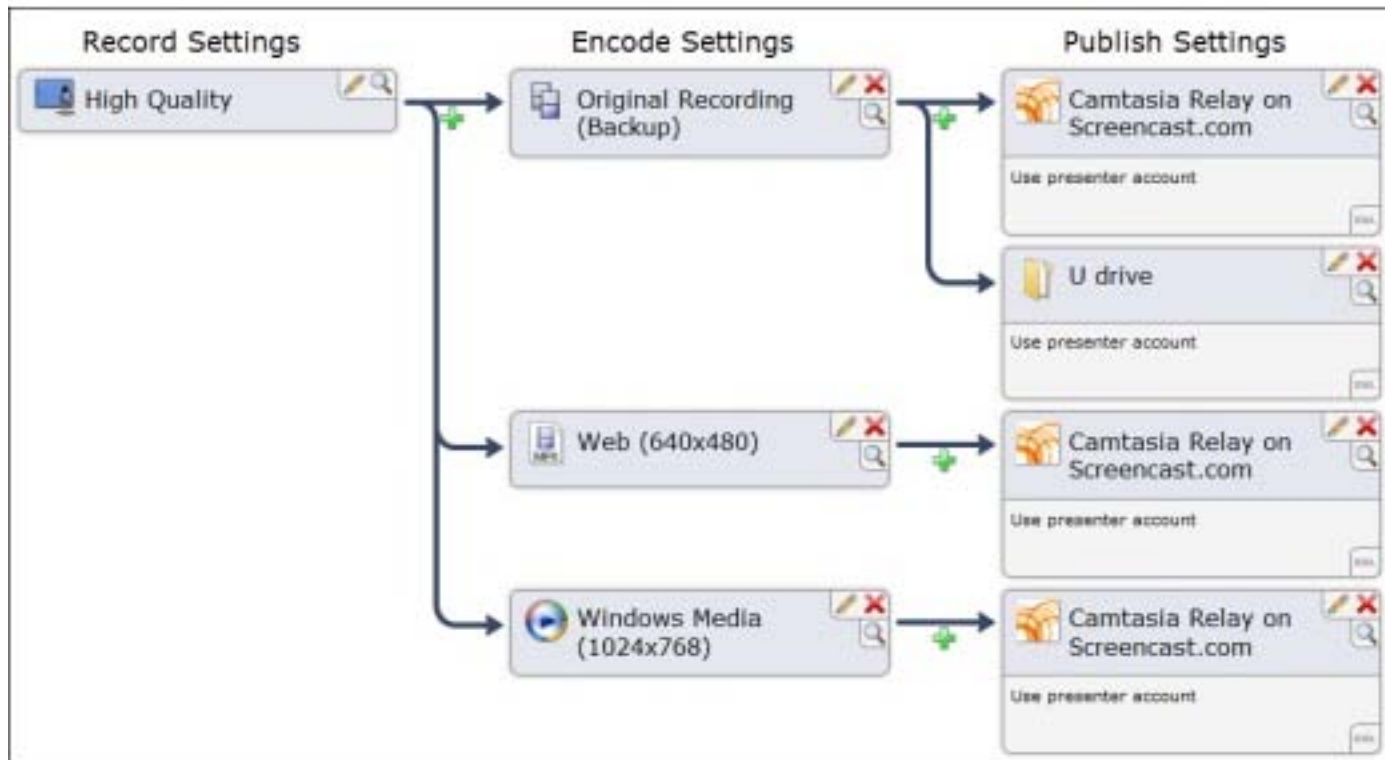 Record Settings
Encode Settings
Publish Settings
High Quality
Original Recording
(Backup)
Camtasia Relay on
Screencast.com
Use presenter account
U drive
Use presenter account
Web (640x480)
Camtasia Relay on
Screencast.com
Use presenter account
Windows Media
(1024x768)
Camtasia Relay on
Screencast.com
Use presenter account